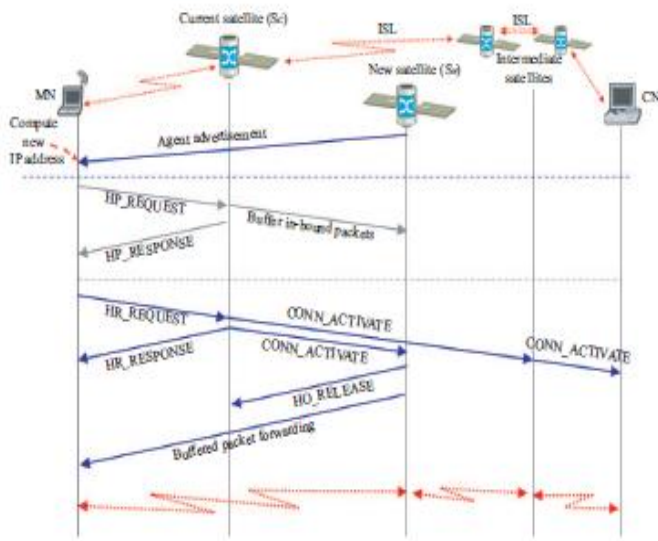 Current satellite (Sc)
ISL
ISL
MN
New satellite (Se)
Intermediate
satellites
CN
Compute
new
IP address
Agent advertisement
HP_REQUEST
Buffer in-bound packets
HP_RESPONSE
HR_REQUEST
CONN_ACTIVATE
CONN_ACTIVATE
HR_RESPONSE
CONN_ACTIVATE
HO_RELEASE
Buffered packet forwarding